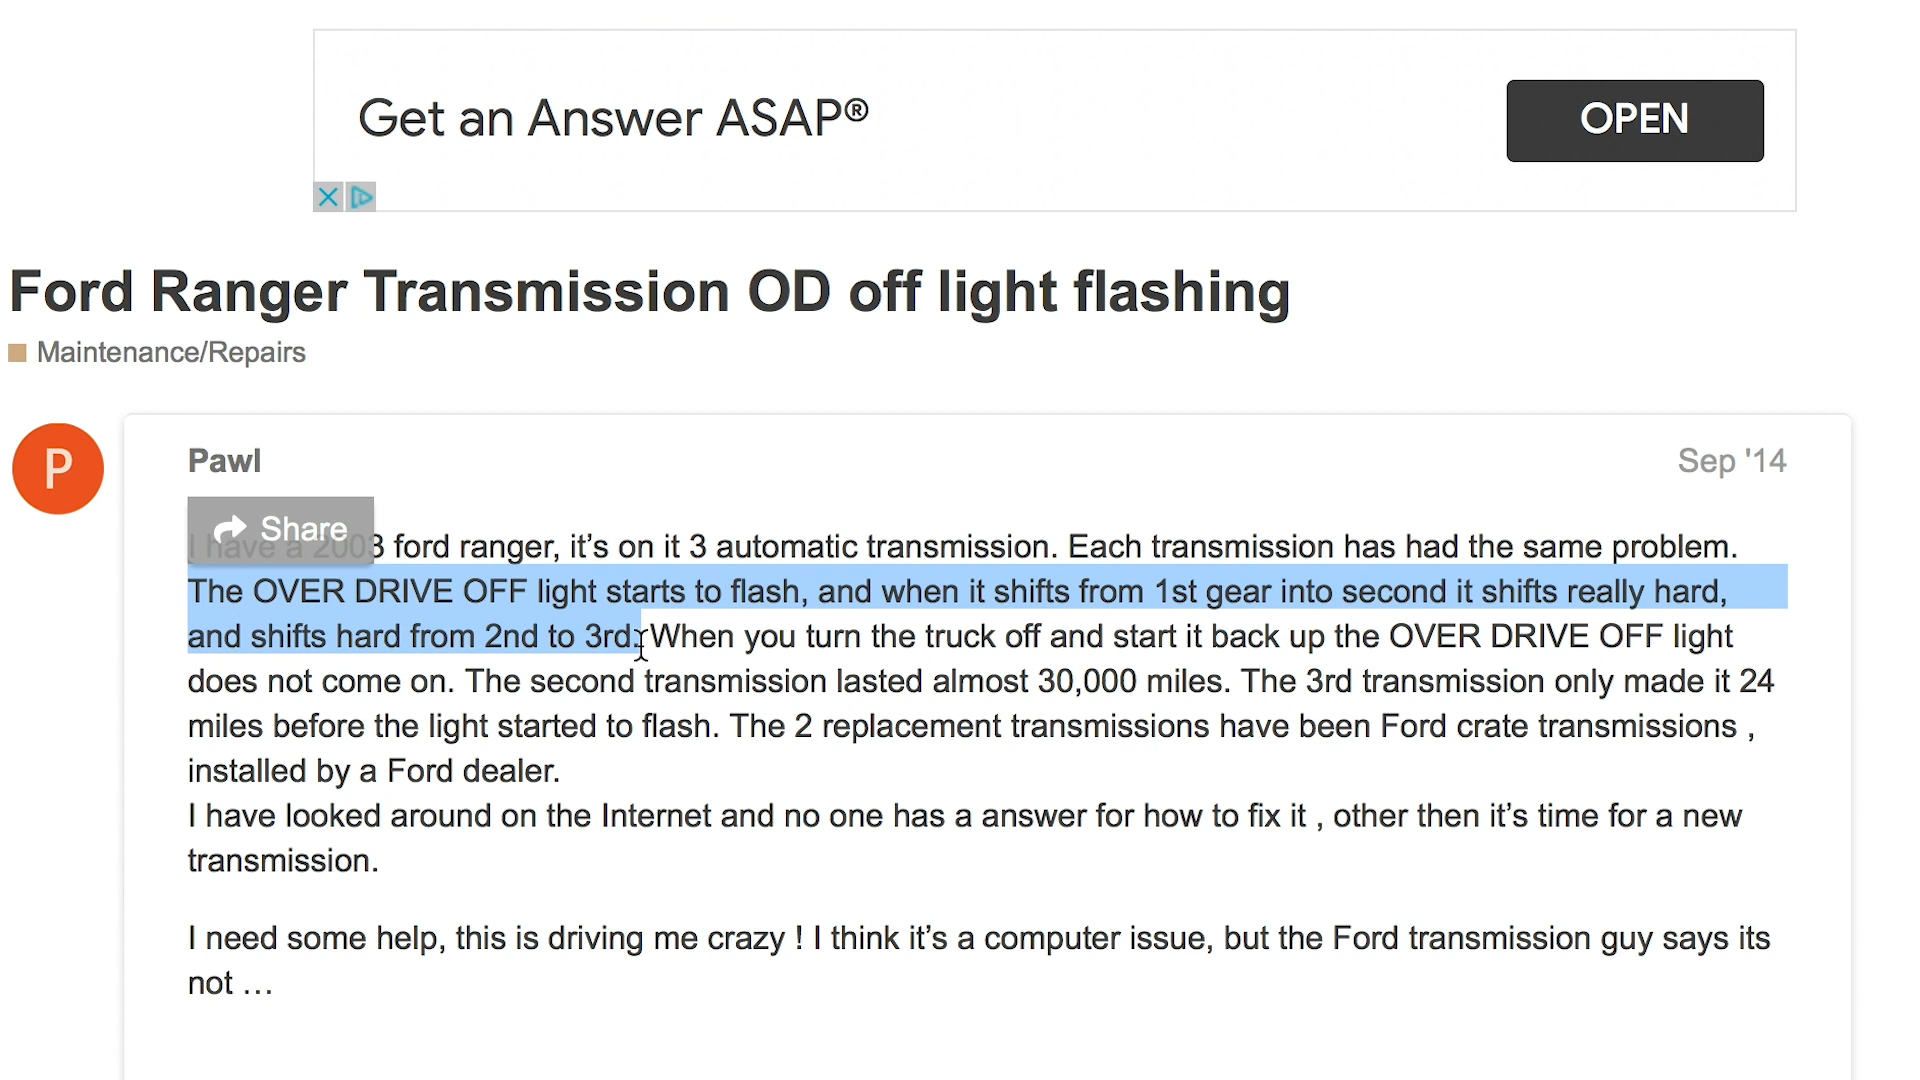 Get an Answer ASAP®
OPEN
Ford Ranger Transmission OD off light flashing
Maintenance/Repairs
P
Pawl
Sep '14
Share
I have a 2003 ford ranger, it’s on it 3 automatic transmission. Each transmission has had the same problem.
The OVER DRIVE OFF light starts to flash, and when it shifts from 1st gear into second it shifts really hard,
and shifts hard from 2nd to 3rd. When you turn the truck off and start it back up the OVER DRIVE OFF light
does not come on. The second transmission lasted almost 30,000 miles. The 3rd transmission only made it 24
miles before the light started to flash. The 2 replacement transmissions have been Ford crate transmissions ,
installed by a Ford dealer.
I have looked around on the Internet and no one has a answer for how to fix it , other then it’s time for a new
transmission.
I need some help, this is driving me crazy ! I think it’s a computer issue, but the Ford transmission guy says its
not …